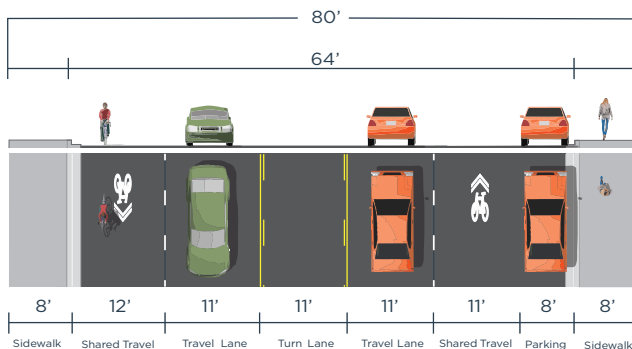 80'
64'
8' 12' 11' 11' 11' 11' 8' 8'
Sidewalk Shared Travel Travel Lane Turn Lane Travel Lane Shared Travel Parking Sidewalk